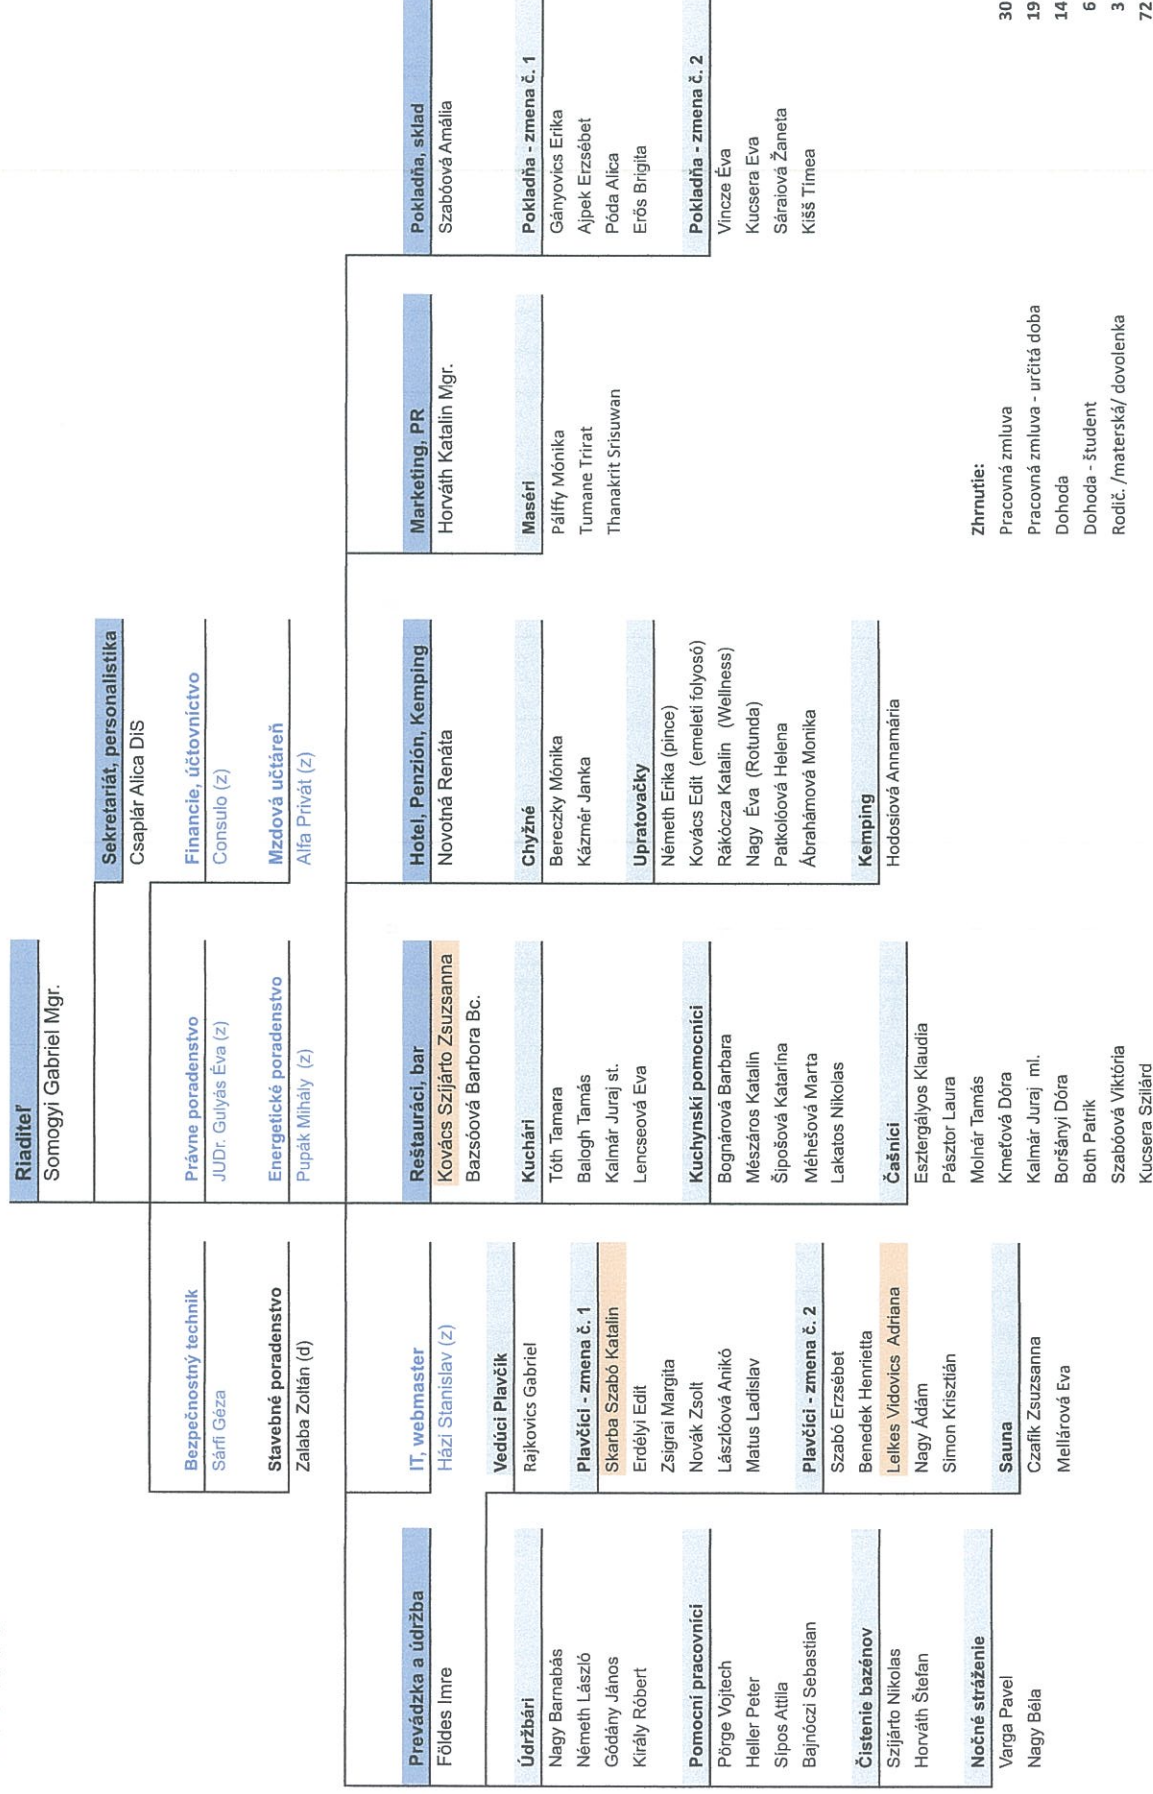 Riaditeľ
Somogyi Gabriel Mgr.
Sekretariát, personalistika
Csaplár Alica DiS
Bezpečnostný technik
Sárfi Géza
Stavebné poradenstvo
Zalaba Zoltán (d)
Právne poradenstvo
JUDr. Gulyás Éva (z)
Energetické poradenstvo
Pupák Mihály (z)
Financie, účtovníctvo
Consulo (z)
Mzdová učtáreň
Alfa Privát (z)
Prevádzka a údržba
Földes Imre
Údržbári
Nagy Barnabás
Németh László
Gódány János
Király Róbert
Pomocní pracovníci
Pörge Vojtech
Heller Peter
Sipos Attila
Bajnóczi Sebastian
Čistenie bazénov
Szijárto Nikolas
Horváth Štefan
Nočné stráženie
Varga Pavel
Nagy Béla
IT, webmaster
Házi Stanislav (z)
Vedúci Plavčík
Rajkovics Gabriel
Plavčíci - zmena č. 1
Skarba Szabó Katalin
Erdélyi Edit
Zsigrai Margita
Novák Zsolt
Lászlóová Anikó
Matus Ladislav
Plavčíci - zmena č. 2
Szabó Erzsébet
Benedek Henrietta
Lelkes Vidovics Adriana
Nagy Ádám
Simon Krisztián
Sauna
Czafik Zsuzsanna
Mellárová Eva
Reštauráci, bar
Kovács Szijárto Zsuzsanna
Bazsóová Barbora Bc.
Kuchári
Tóth Tamara
Balogh Tamás
Kalmár Juraj st.
Lencseová Eva
Kuchynskí pomocníci
Bognárová Barbara
Mészáros Katalin
Šipošová Katarína
Méhešová Marta
Lakatos Nikolas
Čašníci
Esztergályos Klaudia
Pásztor Laura
Molnár Tamás
Kmeťová Dóra
Kalmár Juraj ml.
Boršányi Dóra
Both Patrik
Szabóová Viktória
Kucsera Szilárd
Hotel, Penzión, Kemping
Novotná Renáta
Chyžné
Bereczky Mónika
Kázmér Janka
Upratovačky
Németh Erika (pince)
Kovács Edit (emeleti folyosó)
Rákócza Katalin (Wellness)
Nagy Éva (Rotunda)
Patkolóová Helena
Ábrahámová Monika
Kemping
Hodosiová Annamária
Marketing, PR
Horváth Katalin Mgr.
Maséri
Pálffy Mónika
Tumane Trirat
Thanakrit Srisuwan
Pokladňa, sklad
Szabóová Amália
Pokladňa - zmena č. 1
Gányovics Erika
Ajpek Erzsébet
Póda Alica
Erős Brigita
Pokladňa - zmena č. 2
Vincze Éva
Kucsera Eva
Sáraiová Žaneta
Kišš Tímea
Zhrnutie:
Pracovná zmluva 30
Pracovná zmluva - určitá doba 19
Dohoda 14
Dohoda - študent 6
Rodič. /materská/ dovolenka 3
72